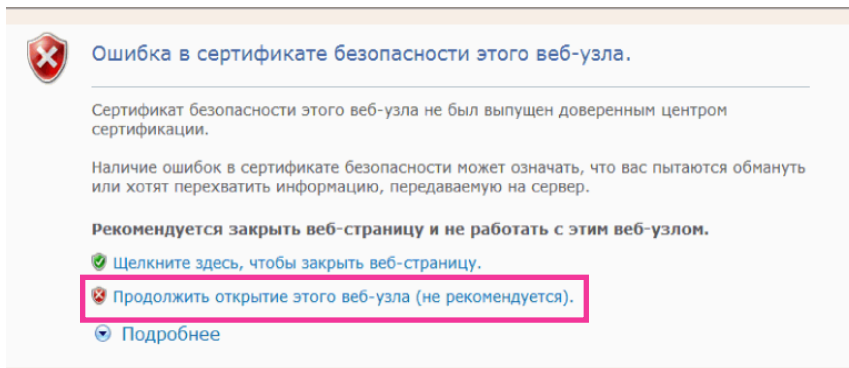 Ошибка в сертификате безопасности этого веб-узла.
Сертификат безопасности этого веб-узла не был выпущен доверенным центром
сертификации.
Наличие ошибок в сертификате безопасности может означать, что вас пытаются обмануть
или хотят перехватить информацию, передаваемую на сервер.
Рекомендуется закрыть веб-страницу и не работать с этим веб-узлом.
Щелкните здесь, чтобы закрыть веб-страницу.
Продолжить открытие этого веб-узла (не рекомендуется).
Подробнее